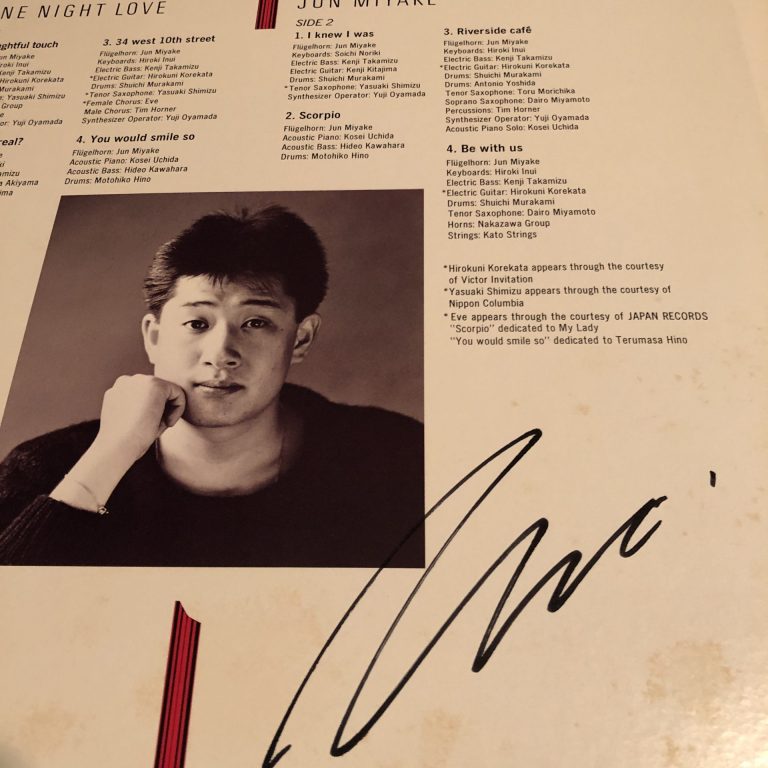 NE NIGHT LOVE
JUN MIYAKE
ghtful touch
Jun Miyake
Kenji Takamizu
Hirokuni Korekata
Murakami
Yasuaki Shimizu
Group
Yuji Oyamada
real?
a Akiyama
3. 34 west 10th street
Flügelhorn: Jun Miyake
Keyboards: Hiroki Inui
Electric Bass: Kenji Takamizu
*Electric Guitar: Hirokuni Korekata
Drums: Shuichi Murakami
*Tenor Saxophone: Yasuaki Shimizu
*Female Chorus: Eve
Male Chorus: Tim Horner
Synthesizer Operator: Yuji Oyamada
4. You would smile so
Flügelhorn: Jun Miyake
Acoustic Piano: Kosei Uchida
Acoustic Bass: Hideo Kawahara
Drums: Motohiko Hino
SIDE 2
1. I knew I was
Flügelhorn: Jun Miyake
Keyboards: Soichi Noriki
Electric Bass: Kenji Takamizu
Electric Guitar: Kenji Kitajima
Drums: Shuichi Murakami
*Tenor Saxophone: Yasuaki Shimizu
Synthesizer Operator: Yuji Oyamada
2. Scorpio
Flügelhorn: Jun Miyake
Acoustic Piano: Kosei Uchida
Acoustic Bass: Hideo Kawahara
Drums: Motohiko Hino
3. Riverside café
Flügelhorn: Jun Miyake
Keyboards: Hiroki Inui
Electric Bass: Kenji Takamizu
*Electric Guitar: Hirokuni Korekata
Drums: Shuichi Murakami
Drums: Antonio Yoshida
Tenor Saxophone: Toru Morichika
Soprano Saxophone: Dairo Miyamoto
Percussions: Tim Horner
Synthesizer Operator: Yuji Oyamada
Acoustic Piano Solo: Kosei Uchida
4. Be with us
Flügelhorn: Jun Miyake
Keyboards: Hiroki Inui
Electric Bass: Kenji Takamizu
*Electric Guitar: Hirokuni Korekata
Drums: Shuichi Murakami
Tenor Saxophone: Dairo Miyamoto
Horns: Nakazawa Group
Strings: Kato Strings
*Hirokuni Korekata appears through the courtesy
of Victor Invitation
*Yasuaki Shimizu appears through the courtesy of
Nippon Columbia
* Eve appears through the courtesy of JAPAN RECORDS
"Scorpio" dedicated to My Lady
"You would smile so" dedicated to Terumasa Hino